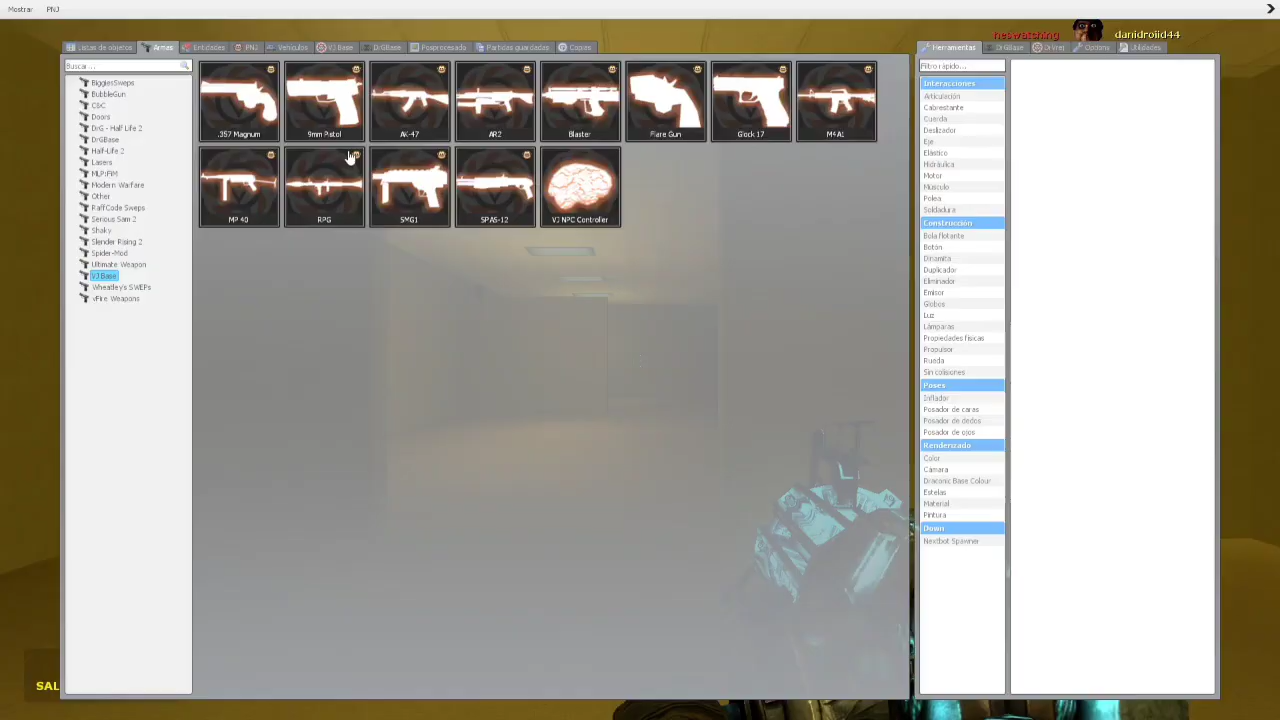 Mostrar PNJ
heswatching danidroiid44
Listas de objetos Armas Entidades PNJ Vehículos VJ Base DrGBase Posprocesado Partidas guardadas Copias
Herramientas DrGBase DrVrej Options Utilidades
Buscar ...
Filtro rápido...
BiggiesSweps
BubbleGun
C&C
Doors
DrG - Half Life 2
DrGBase
Half-Life 2
Lasers
MLP:FiM
Modern Warfare
Other
RaffCode Sweps
Serious Sam 2
Shaky
Slender Rising 2
Spider-Mod
Ultimate Weapon
VJ Base
Wheatley's SWEPs
vFire Weapons
.357 Magnum 9mm Pistol AK-47 AR2 Blaster Flare Gun Glock 17 M4A1
MP 40 RPG SMG1 SPAS-12 VJ NPC Controller
Interacciones
Articulación
Cabrestante
Cuerda
Deslizador
Eje
Elástico
Hidráulica
Motor
Músculo
Polea
Soldadura
Construcción
Bola flotante
Botón
Dinamita
Duplicador
Eliminador
Emisor
Globos
Luz
Lámparas
Propiedades físicas
Propulsor
Rueda
Sin colisiones
Poses
Inflador
Posador de caras
Posador de dedos
Posador de ojos
Renderizado
Color
Cámara
Draconic Base Colour
Estelas
Material
Pintura
Down
Nextbot Spawner
SAL